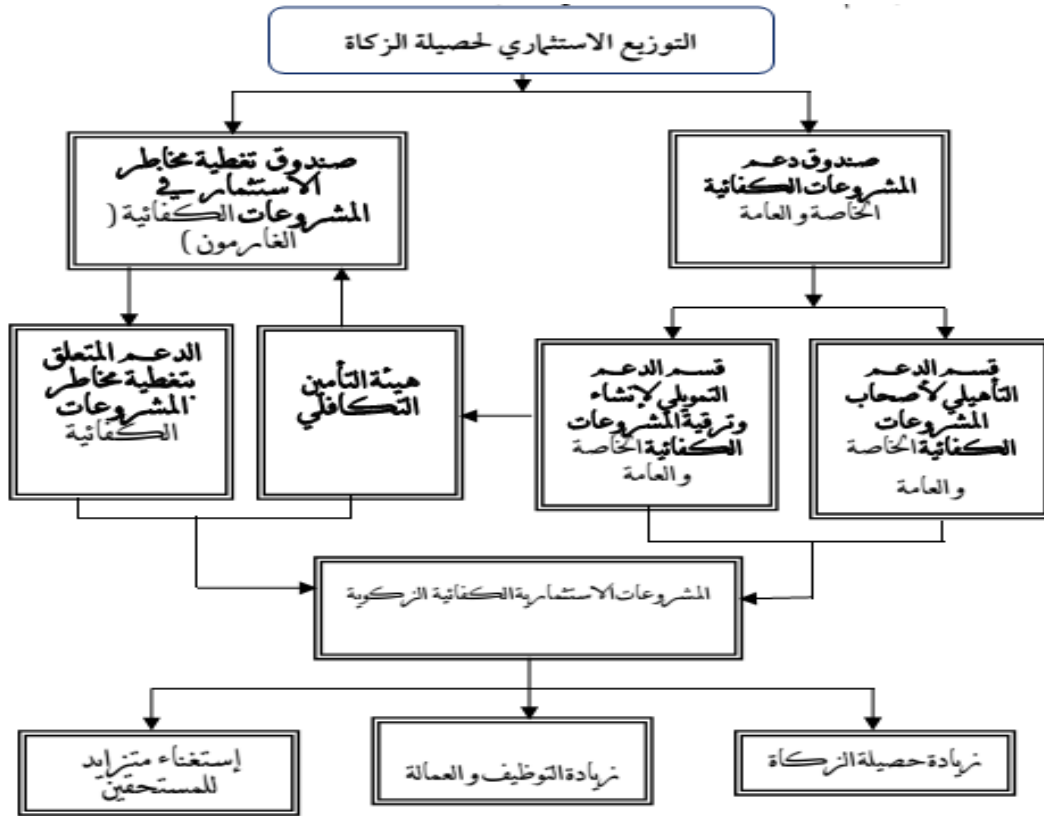 التوزيع الاستثماري لحصيلة الزكاة
صندوق دعم
المشروعات الكفائية
الخاصة والعامة
صندوق تغطية مخاطر
الاستثمار في
المشروعات الكفائية (
الغارمون )
قسم الدعم
التأهيلي لأصحاب
المشروعات
الكفائية الخاصة
والعامة
قسم الدعم
التمويلي لإنشاء
وترقية المشروعات
الكفائية الخاصة
والعامة
هيئة التأمين
التكافلي
الدعم المتعلق
بتغطية مخاطر
المشروعات
الكفائية
المشروعات الاستثمارية الكفائية الزكوية
زيادة حصيلة الزكاة
زيادة التوظيف والعمالة
إستغناء متزايد
للمستحقين